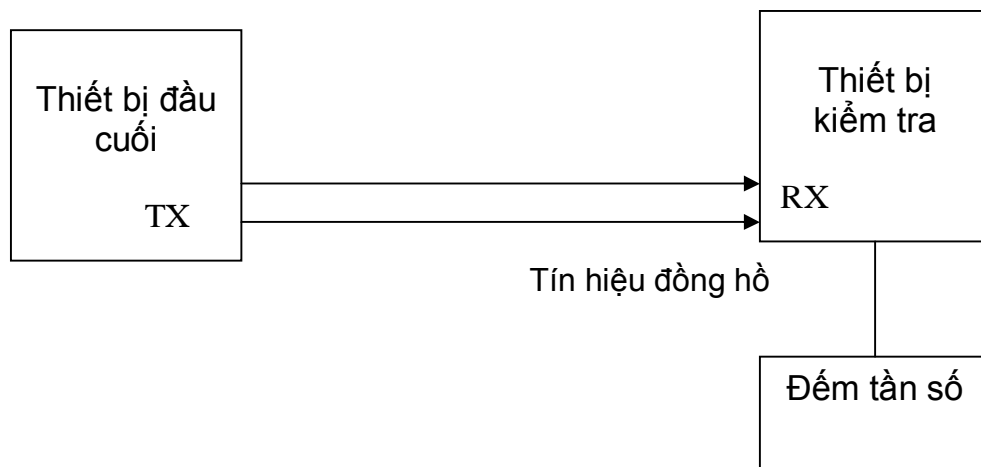 Thiết bị đầu
cuối
TX
Thiết bị
kiểm tra
RX
Tín hiệu đồng hồ
Đếm tần số